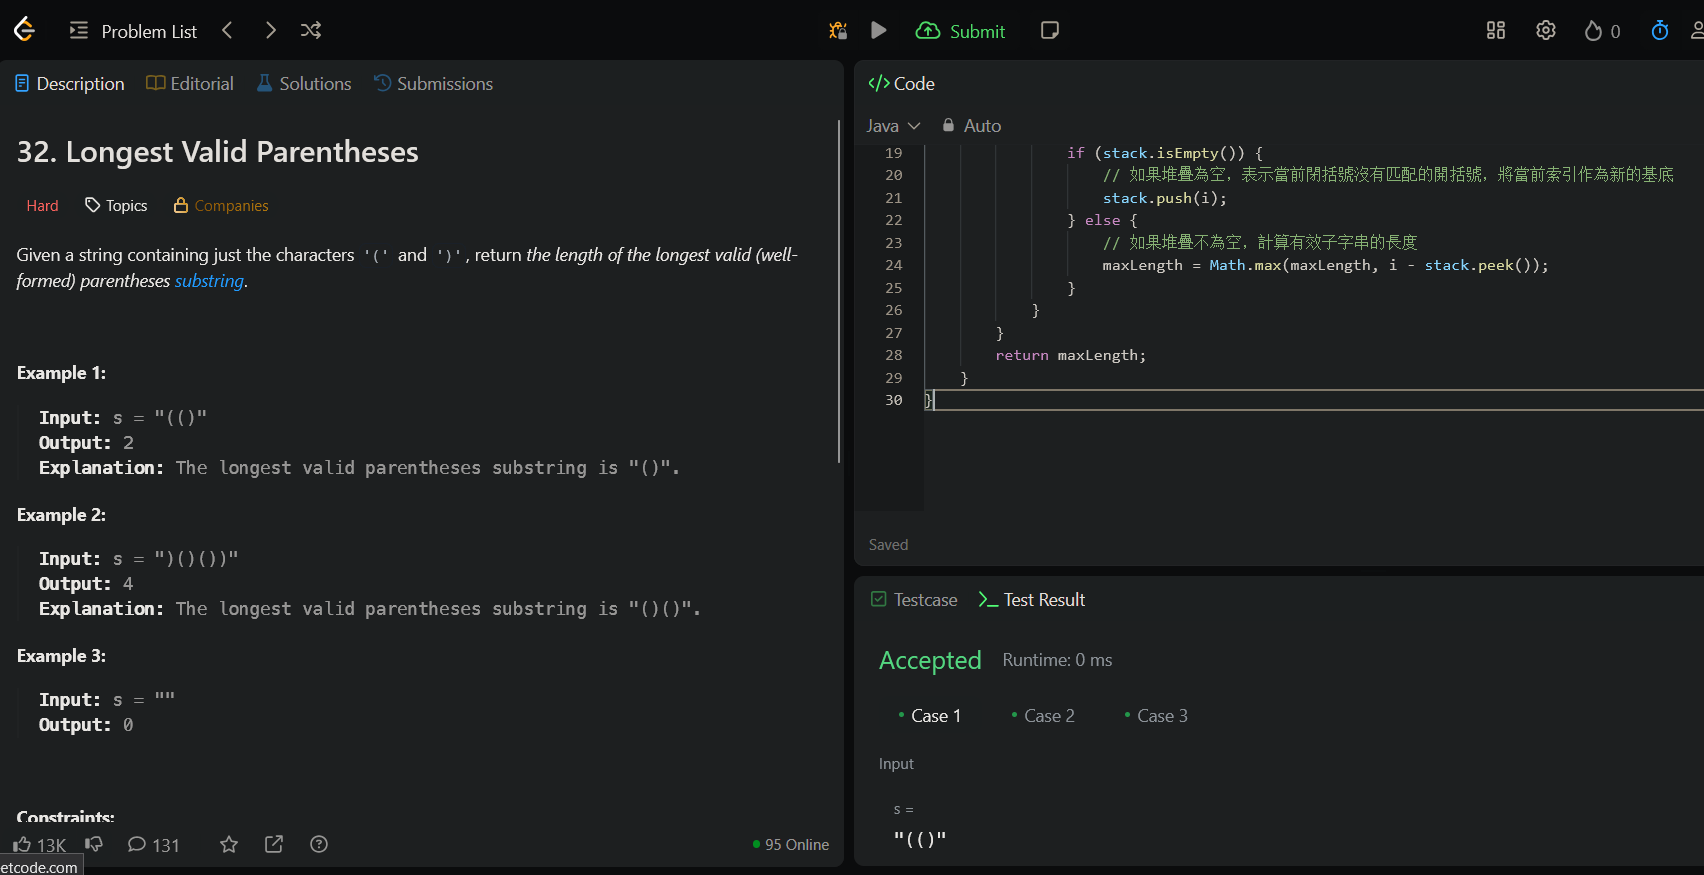 Problem List
Submit
0
Description
Editorial
Solutions
Submissions
32. Longest Valid Parentheses
Hard
Topics
Companies
Given a string containing just the characters '(' and ')', return the length of the longest valid (well-
formed) parentheses substring.
Example 1:
Input: s = "(()"
Output: 2
Explanation: The longest valid parentheses substring is "()".
Example 2:
Input: s = ")()())"
Output: 4
Explanation: The longest valid parentheses substring is "()()".
Example 3:
Input: s = ""
Output: 0
Constraints:
13K
131
95 Online
etcode.com
</> Code
Java
Auto
19 if (stack.isEmpty()) {
20 // 如果堆疊為空，表示當前閉括號沒有匹配的開括號，將當前索引作為新的基底
21 stack.push(i);
22 } else {
23 // 如果堆疊不為空，計算有效子字串的長度
24 maxLength = Math.max(maxLength, i - stack.peek());
25 }
26 }
27 }
28 return maxLength;
29 }
30 }
Saved
Testcase
Test Result
Accepted
Runtime: 0 ms
Case 1
Case 2
Case 3
Input
s =
"(()"